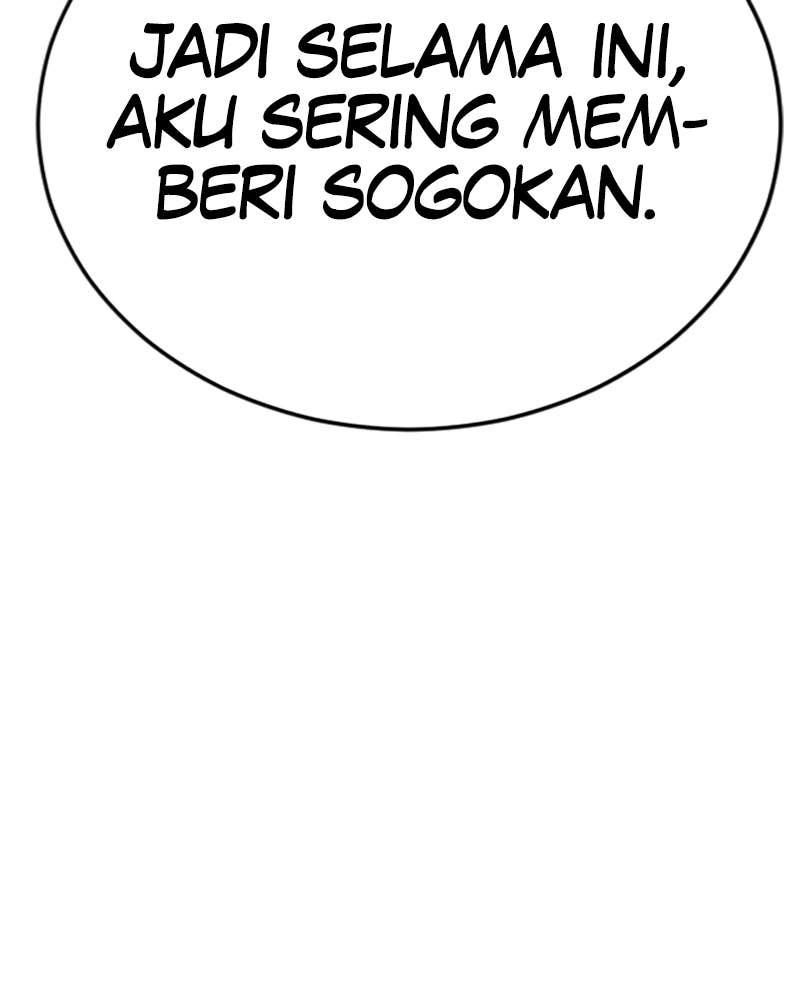 JADI SELAMA INI,
AKU SERING MEM-
BERI SOGOKAN.